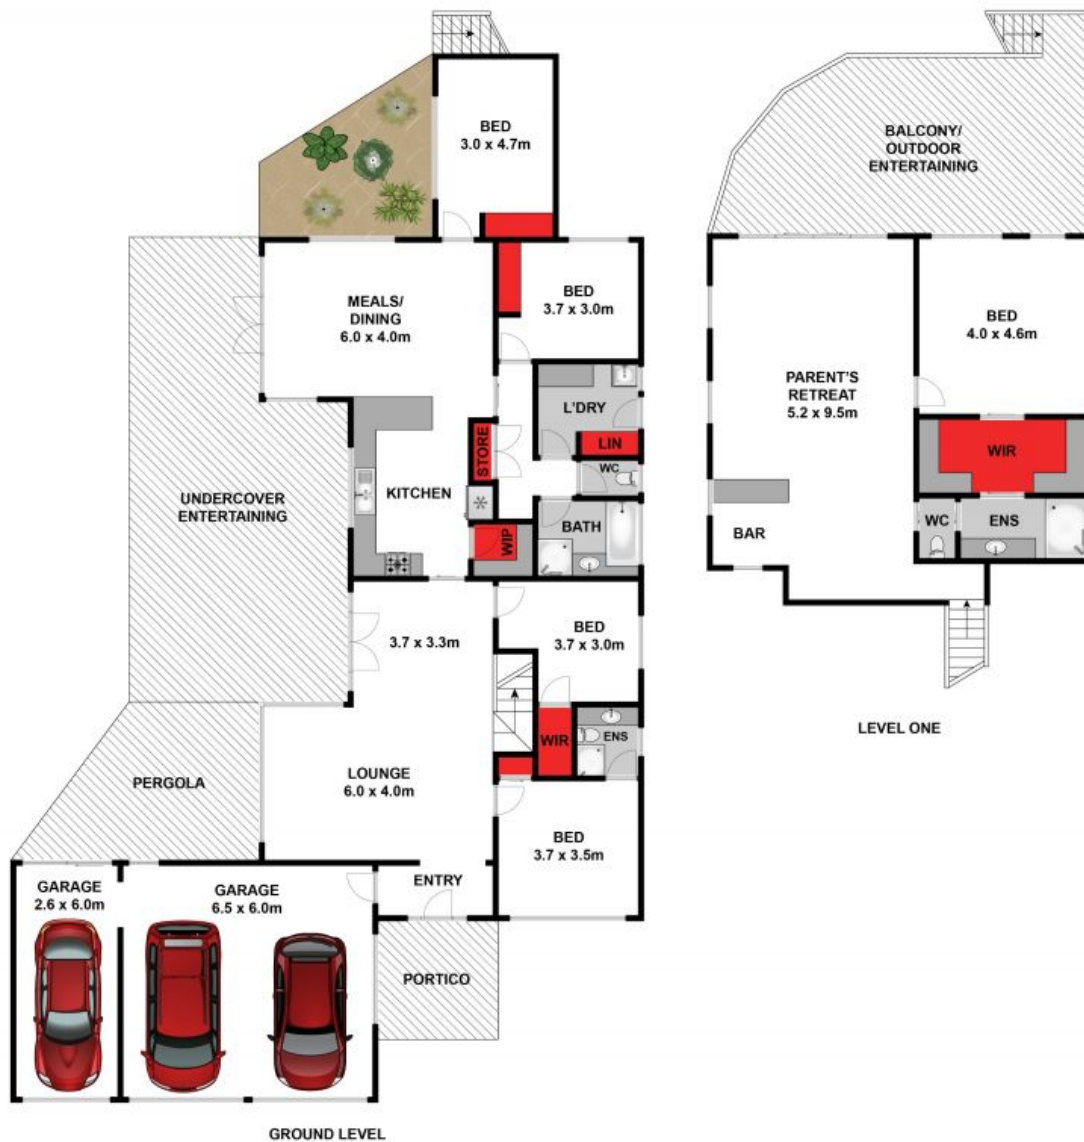 BED
3.0 x 4.7m
MEALS/
DINING
6.0 x 4.0m
BED
3.7 x 3.0m
L'DRY
LIN
STORE
WC
KITCHEN
UNDERCOVER
ENTERTAINING
BATH
WIP
3.7 x 3.3m
BED
3.7 x 3.0m
WIR
ENS
PERGOLA
LOUNGE
6.0 x 4.0m
BED
3.7 x 3.5m
GARAGE
2.6 x 6.0m
GARAGE
6.5 x 6.0m
ENTRY
PORTICO
GROUND LEVEL
BALCONY/
OUTDOOR
ENTERTAINING
BED
4.0 x 4.6m
PARENT'S
RETREAT
5.2 x 9.5m
WIR
BAR
WC
ENS
LEVEL ONE